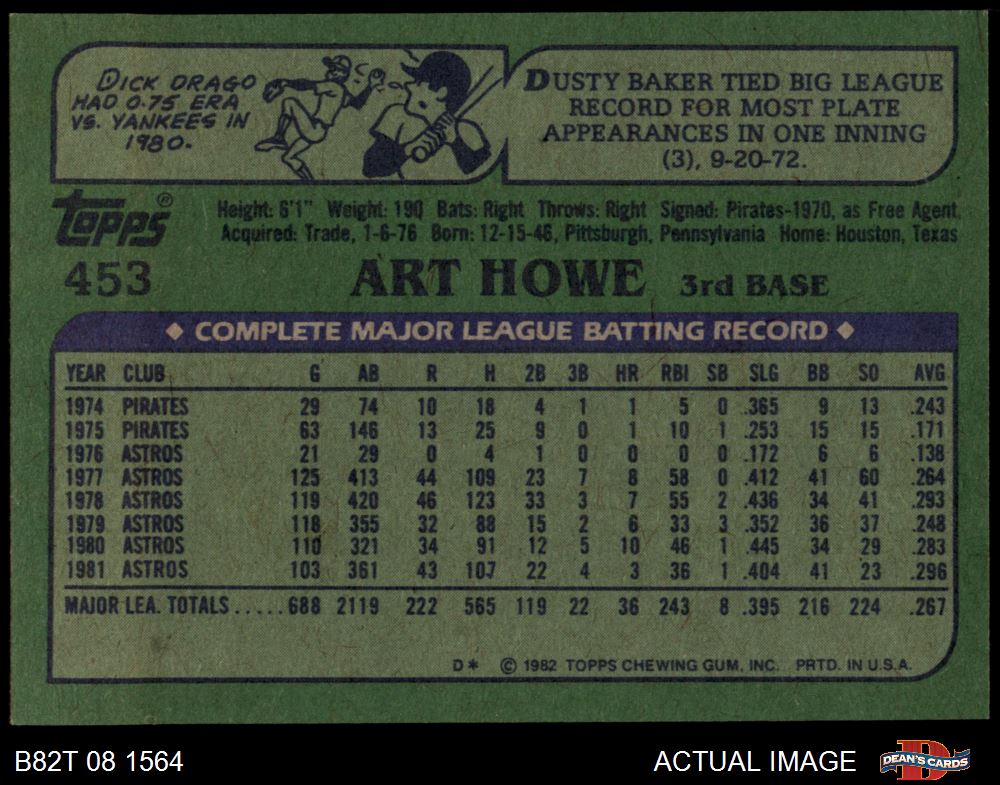 DICK DRAGO
HAD 0.75 ERA
VS. YANKEES IN
1980.
DUSTY BAKER TIED BIG LEAGUE
RECORD FOR MOST PLATE
APPEARANCES IN ONE INNING
(3), 9-20-72.
topps®
Height: 6'1" Weight: 190 Bats: Right Throws: Right Signed: Pirates-1970, as Free Agent.
Acquired: Trade, 1-6-76 Born: 12-15-46, Pittsburgh, Pennsylvania Home: Houston, Texas
453 ART HOWE 3rd BASE
◆ COMPLETE MAJOR LEAGUE BATTING RECORD ◆
YEAR CLUB G AB R H 2B 3B HR RBI SB SLG BB SO AVG.
1974 PIRATES 29 74 10 18 4 1 1 5 0 .365 9 13 .243
1975 PIRATES 63 146 13 25 9 0 1 10 1 .253 15 15 .171
1976 ASTROS 21 29 0 4 1 0 0 0 0 .172 6 6 .138
1977 ASTROS 125 413 44 109 23 7 8 58 0 .412 41 60 .264
1978 ASTROS 119 420 46 123 33 3 7 55 2 .436 34 41 .293
1979 ASTROS 118 355 32 88 15 2 6 33 3 .352 36 37 .248
1980 ASTROS 110 321 34 91 12 5 10 46 1 .445 34 29 .283
1981 ASTROS 103 361 43 107 22 4 3 36 1 .404 41 23 .296
MAJOR LEA. TOTALS.....688 2119 222 565 119 22 36 243 8 .395 216 224 .267
D* © 1982 TOPPS CHEWING GUM, INC. PRTD. IN U.S.A.
B82T 08 1564 ACTUAL IMAGE D DEAN'S CARDS